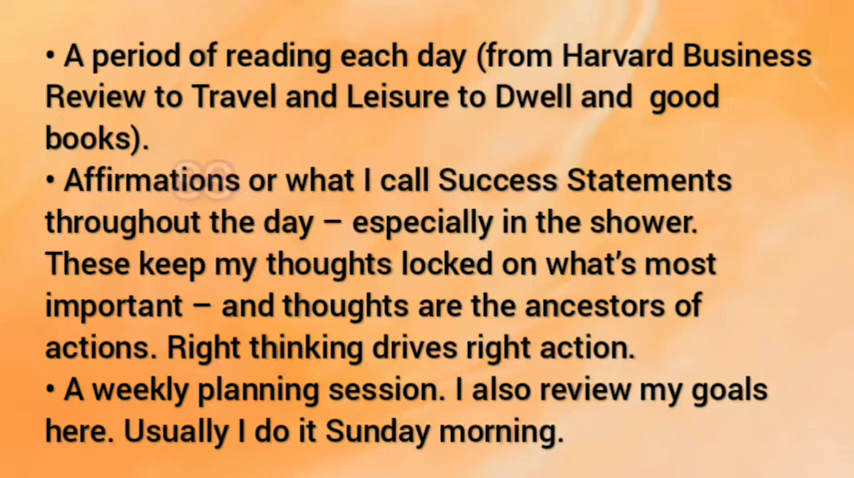 • A period of reading each day (from Harvard Business
Review to Travel and Leisure to Dwell and good
books).
• Affirmations or what I call Success Statements
throughout the day – especially in the shower.
These keep my thoughts locked on what's most
important – and thoughts are the ancestors of
actions. Right thinking drives right action.
• A weekly planning session. I also review my goals
here. Usually I do it Sunday morning.